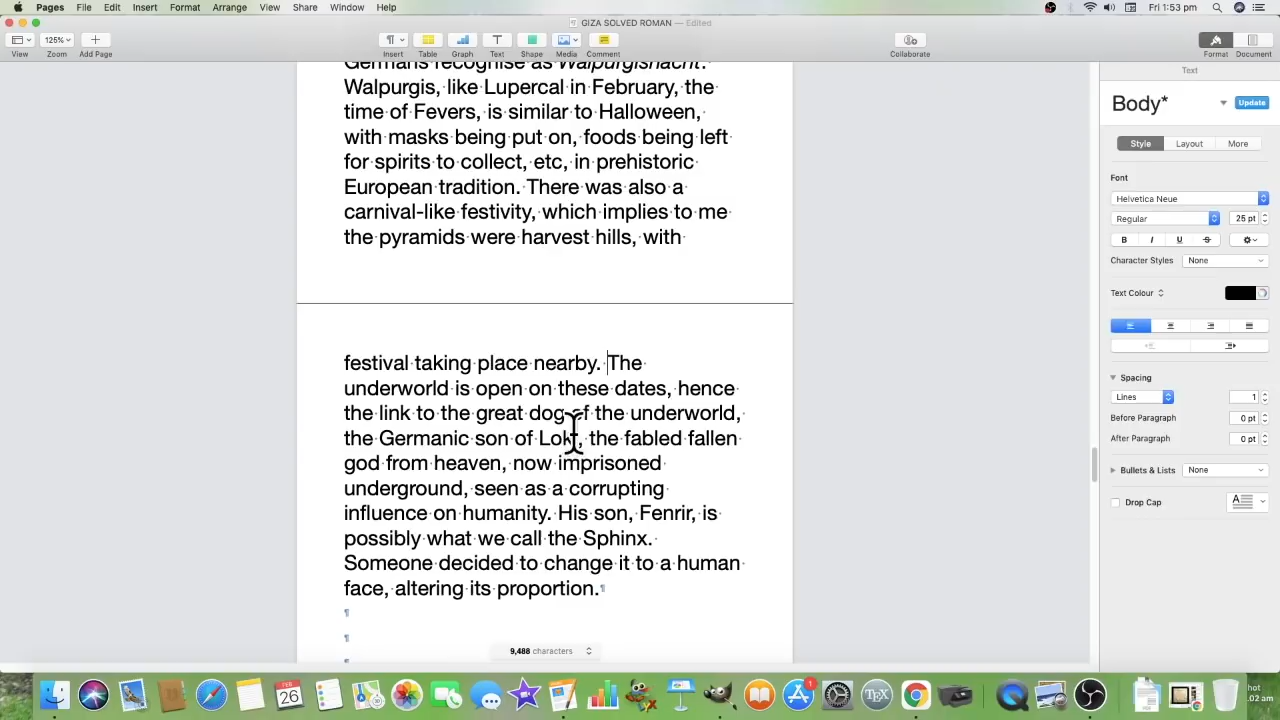 Pages File Edit Insert Format Arrange View Share Window Help
Fri 1:53 pm
GIZA SOLVED ROMAN — Edited
125%
View Zoom Add Page Insert Table Graph Text Shape Media Comment Collaborate Format Document
Germans recognise as Walpurgisnacht.
Walpurgis, like Lupercal in February, the
time of Fevers, is similar to Halloween,
with masks being put on, foods being left
for spirits to collect, etc, in prehistoric
European tradition. There was also a
carnival-like festivity, which implies to me
the pyramids were harvest hills, with
festival taking place nearby. The
underworld is open on these dates, hence
the link to the great dog of the underworld,
the Germanic son of Loki, the fabled fallen
god from heaven, now imprisoned
underground, seen as a corrupting
influence on humanity. His son, Fenrir, is
possibly what we call the Sphinx.
Someone decided to change it to a human
face, altering its proportion.
9,488 characters
Text
Body*
Update
Style Layout More
Font
Helvetica Neue
Regular 25 pt
B I U S
Character Styles None
Text Colour
Spacing
Lines 1
Before Paragraph 0 pt
After Paragraph 0 pt
Bullets & Lists None
Drop Cap
FEB
26
TEX
1
hot
.02 am